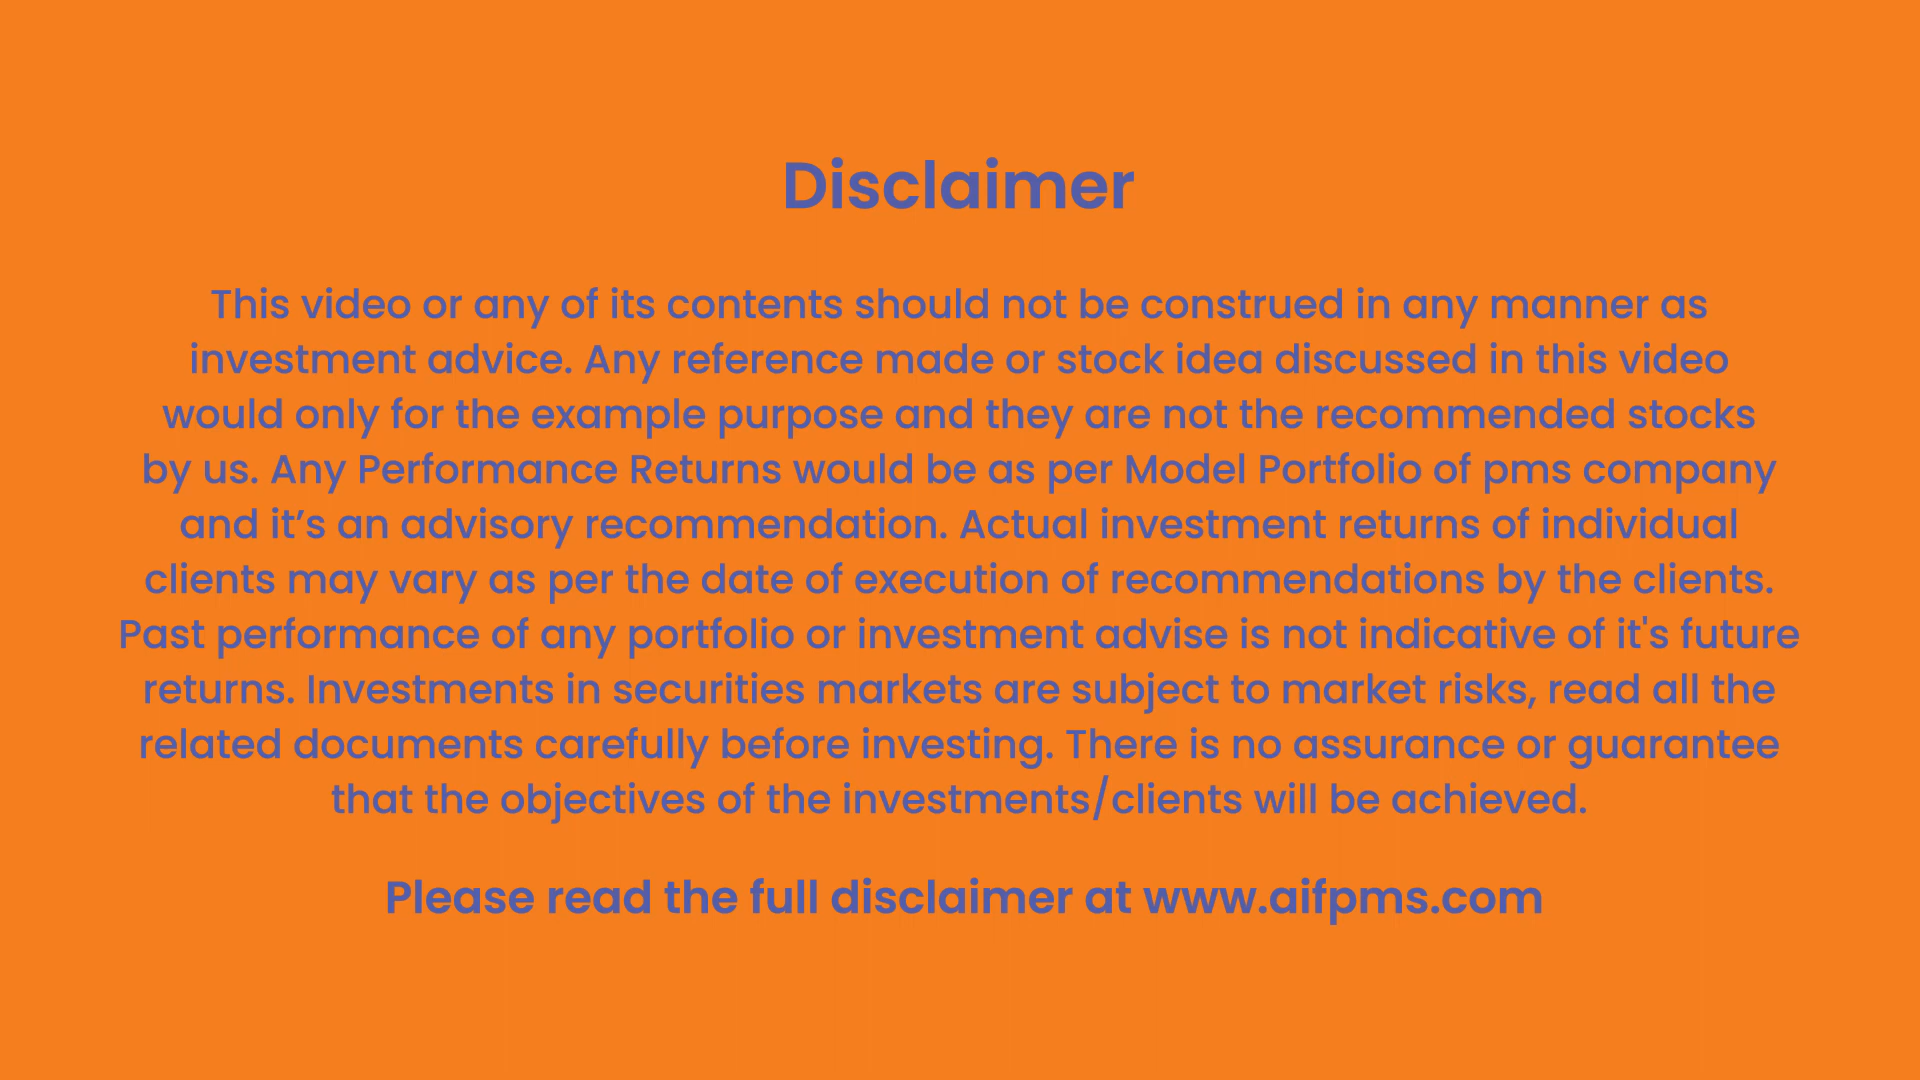 Disclaimer
This video or any of its contents should not be construed in any manner as
investment advice. Any reference made or stock idea discussed in this video
would only for the example purpose and they are not the recommended stocks
by us. Any Performance Returns would be as per Model Portfolio of pms company
and it’s an advisory recommendation. Actual investment returns of individual
clients may vary as per the date of execution of recommendations by the clients.
Past performance of any portfolio or investment advise is not indicative of it's future
returns. Investments in securities markets are subject to market risks, read all the
related documents carefully before investing. There is no assurance or guarantee
that the objectives of the investments/clients will be achieved.
Please read the full disclaimer at www.aifpms.com